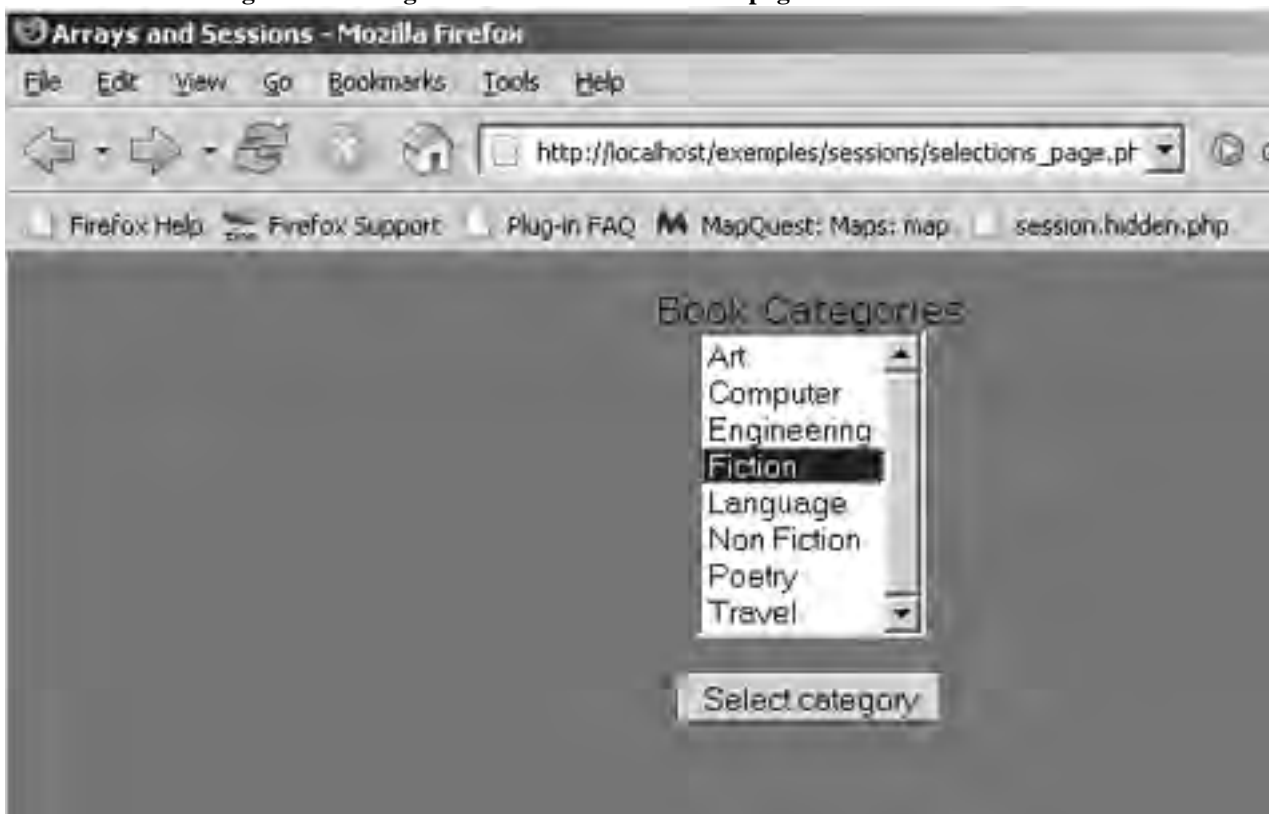 Arrays and Sessions - Mozilla Firefox
File Edit View Go Bookmarks Tools Help
http://localhost/exemples/sessions/selections_page.ph
Firefox Help Firefox Support Plug-in FAQ MapQuest: Maps: map session.hidden.php
Book Categories
Art
Computer
Engineering
Fiction
Language
Non Fiction
Poetry
Travel
Select category